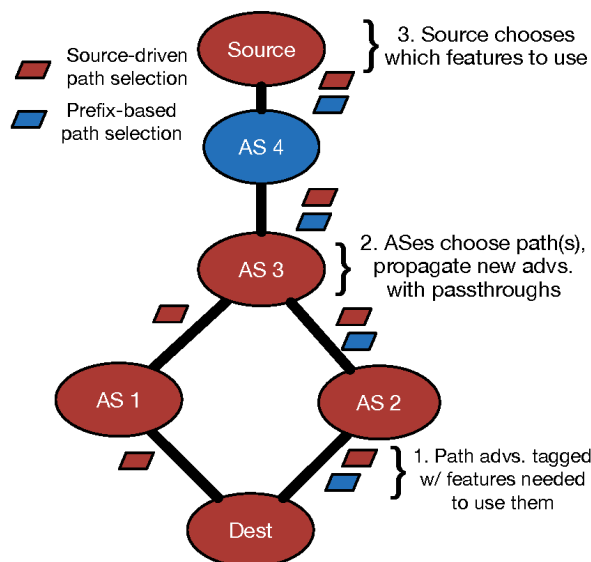 Source-driven
path selection
Prefix-based
path selection
Source
3. Source chooses
which features to use
AS 4
AS 3
2. ASes choose path(s),
propagate new advs.
with passthroughs
AS 1
AS 2
1. Path advs. tagged
w/ features needed
to use them
Dest